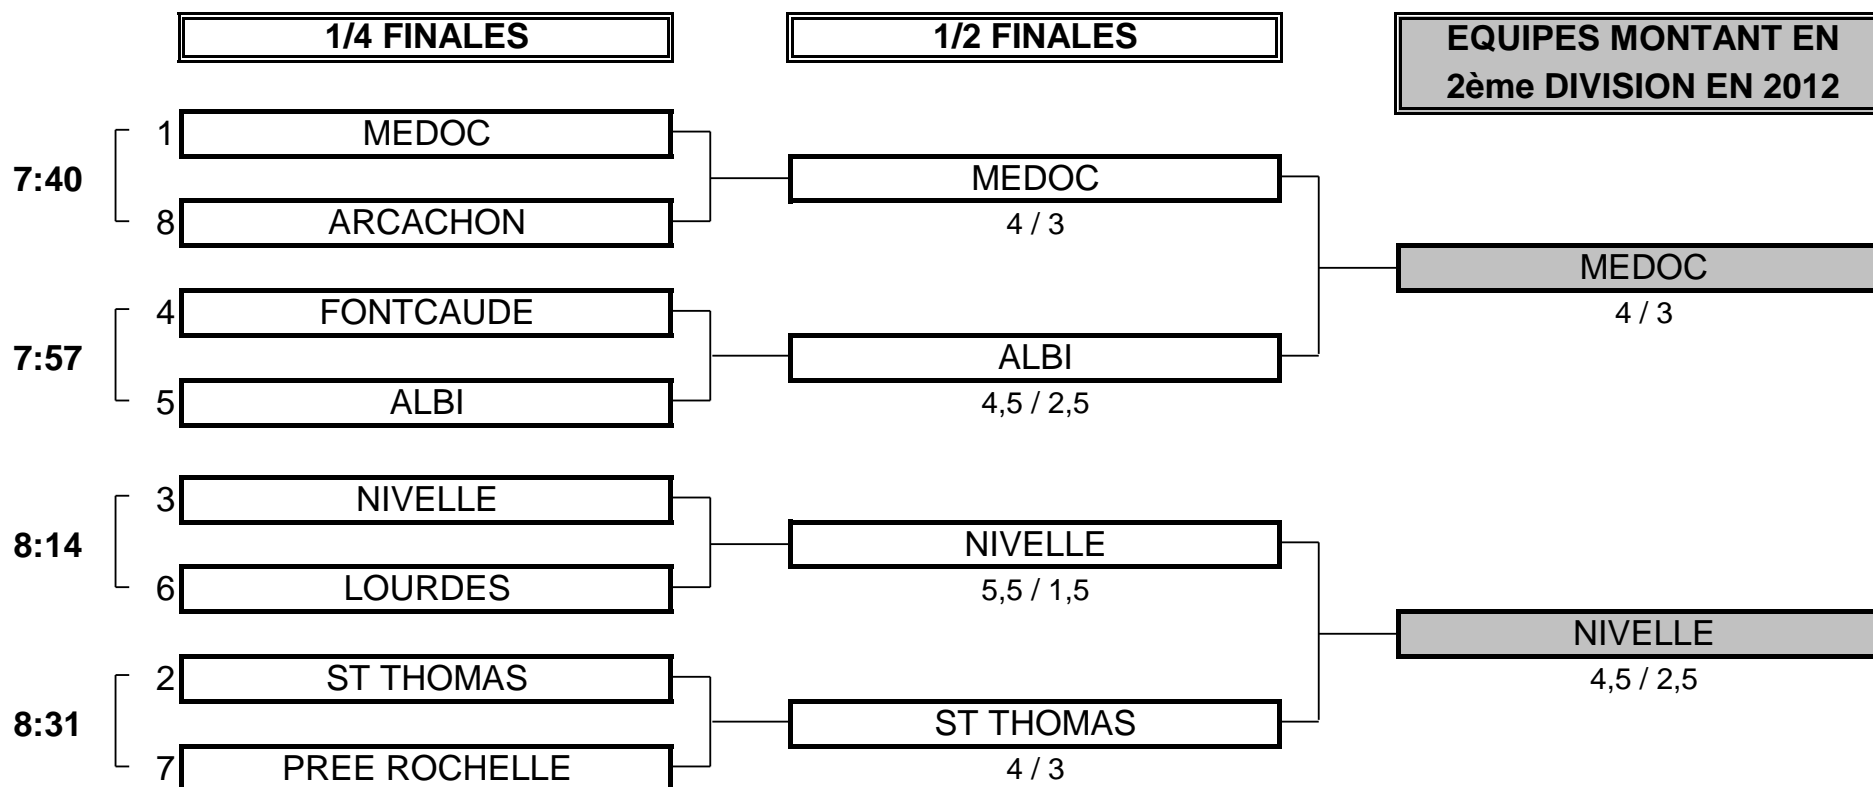 1/4 FINALES
1/2 FINALES
EQUIPES MONTANT EN
2ème DIVISION EN 2012
1 MEDOC
7:40
MEDOC
8 ARCACHON
4 / 3
MEDOC
4 FONTCAUDE
4 / 3
7:57
ALBI
5 ALBI
4,5 / 2,5
3 NIVELLE
8:14
NIVELLE
6 LOURDES
5,5 / 1,5
NIVELLE
2 ST THOMAS
4,5 / 2,5
8:31
ST THOMAS
7 PREE ROCHELLE
4 / 3